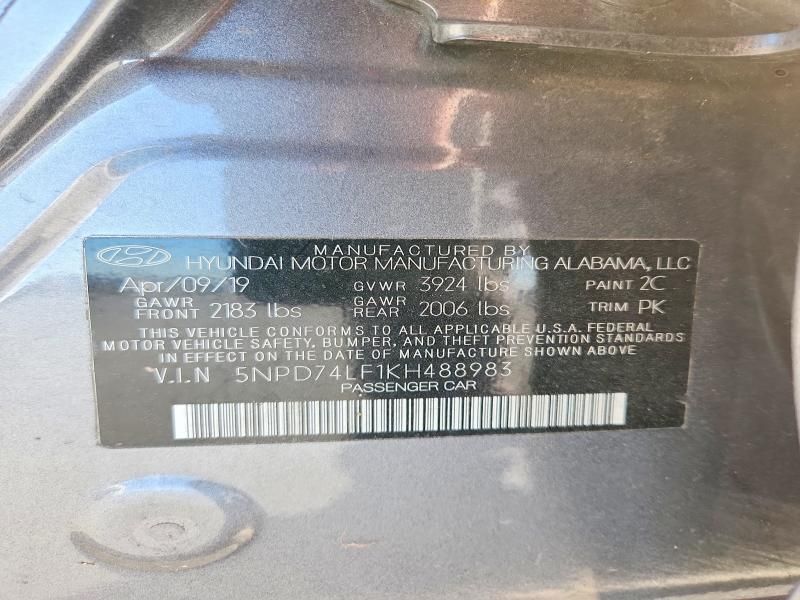 MANUFACTURED BY
HYUNDAI MOTOR MANUFACTURING ALABAMA, LLC
Apr/09/19 GVWR 3924 lbs PAINT 2C
GAWR FRONT 2183 lbs GAWR REAR 2006 lbs TRIM PK
THIS VEHICLE CONFORMS TO ALL APPLICABLE U.S.A. FEDERAL
MOTOR VEHICLE SAFETY, BUMPER, AND THEFT PREVENTION STANDARDS
IN EFFECT ON THE DATE OF MANUFACTURE SHOWN ABOVE
V.I.N 5NPD74LF1KH488983
PASSENGER CAR